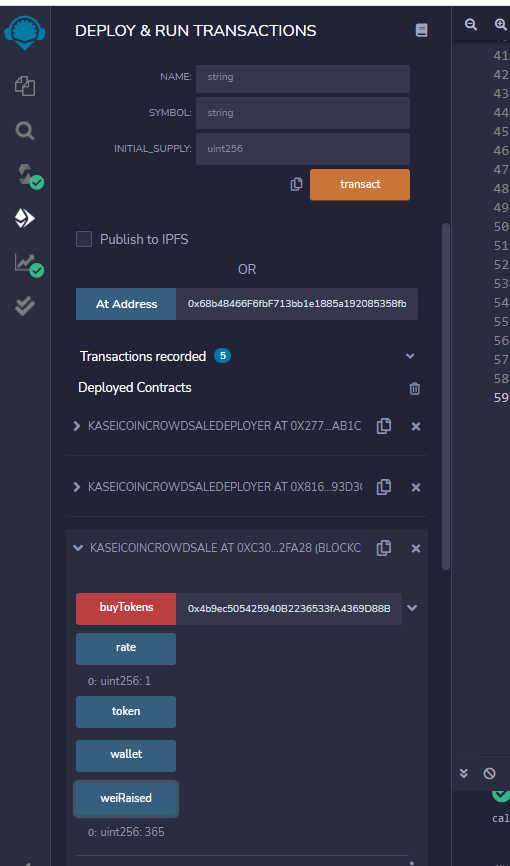 DEPLOY & RUN TRANSACTIONS
NAME: string
SYMBOL: string
INITIAL_SUPPLY: uint256
transact
Publish to IPFS
OR
At Address 0x68b48466F6fbF713bb1e1885a192085358fb
Transactions recorded 5
Deployed Contracts
KASEICOINCROWDSALEDEPLOYER AT 0X277...AB1C
KASEICOINCROWDSALEDEPLOYER AT 0X816...93D3
KASEICOINCROWDSALE AT 0XC30...2FA28 (BLOCKC
buyTokens 0x4b9ec505425940B2236533fA4369D88B
rate
0: uint256: 1
token
wallet
weiRaised
0: uint256: 365
41
42
43
44
45
46
47
48
49
50
51
52
53
54
55
56
57
58
59
cal